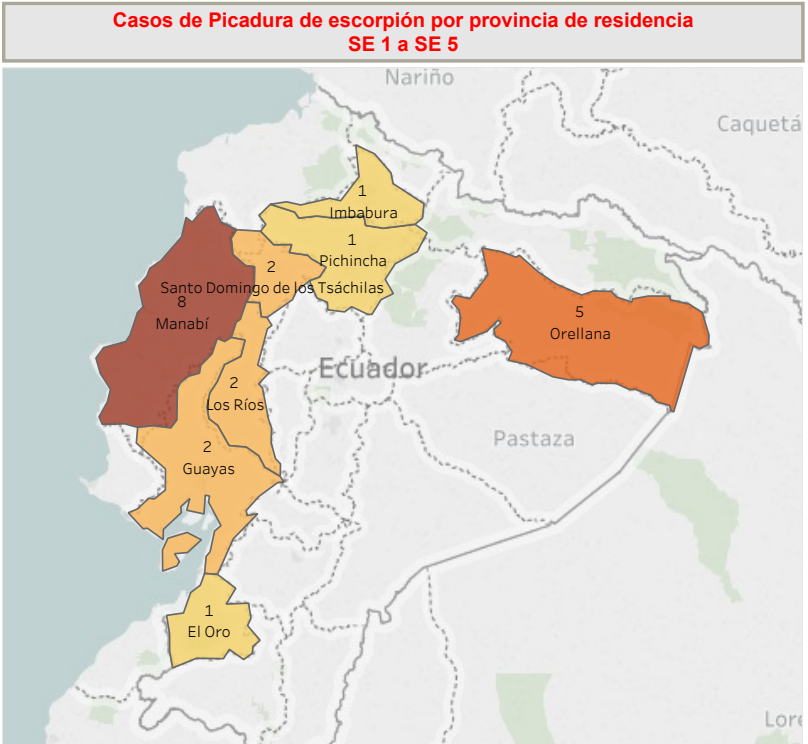 Casos de Picadura de escorpión por provincia de residencia
SE 1 a SE 5
Nariño
Caquetá
1
Imbabura
1
Pichincha
2
Santo Domingo de los Tsáchilas
8
Manabí
5
Orellana
Ecuador
2
Los Ríos
Pastaza
2
Guayas
1
El Oro
Lore